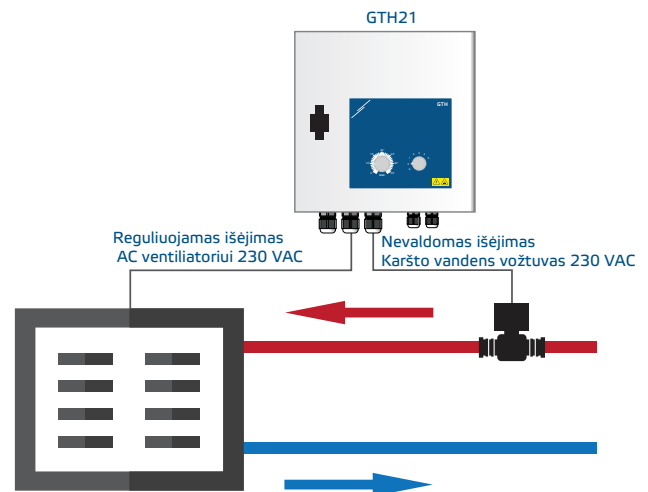 GTH21
GTH
Reguliuojamas išėjimas
AC ventiliatoriui 230 VAC
Nevaldomas išėjimas
Karšto vandens vožtuvas 230 VAC